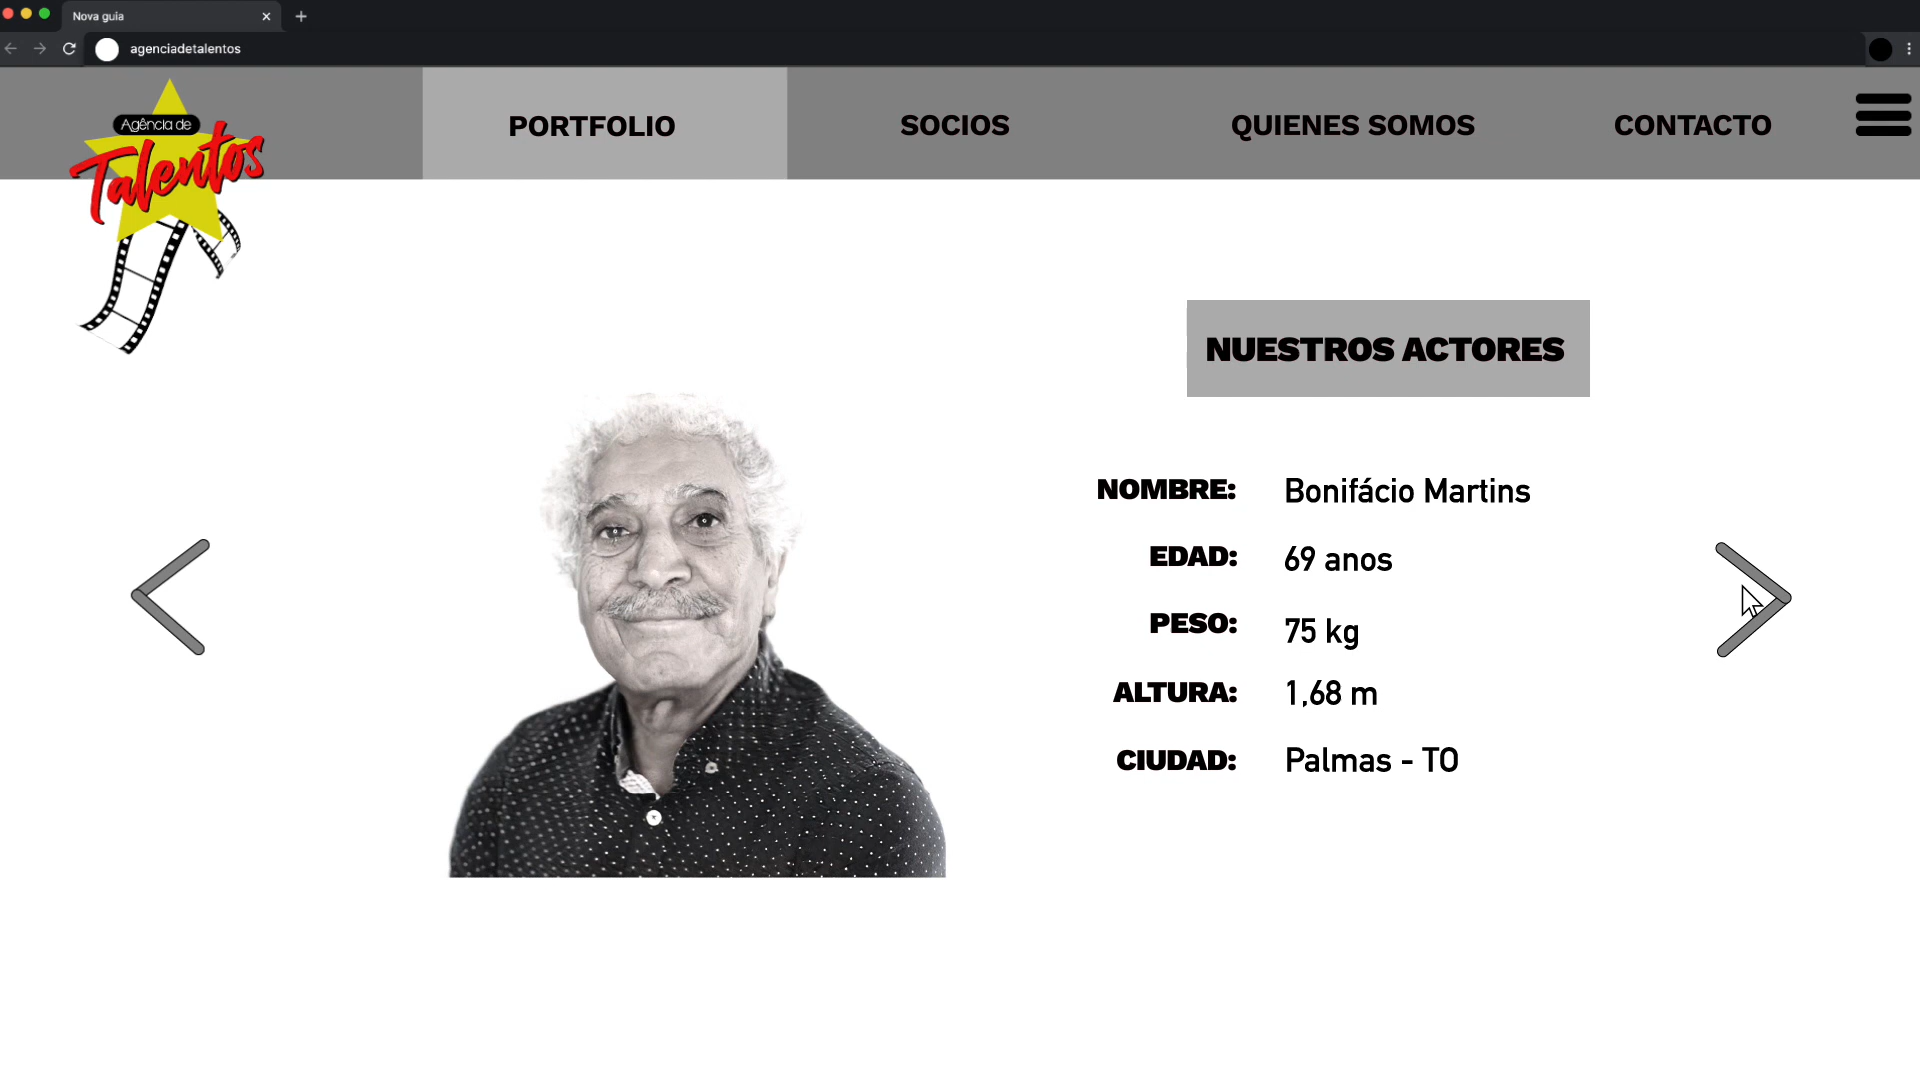 Nova guia
agenciadetalentos
Agência de
Talentos
PORTFOLIO
SOCIOS
QUIENES SOMOS
CONTACTO
NUESTROS ACTORES
NOMBRE: Bonifácio Martins
EDAD: 69 anos
PESO: 75 kg
ALTURA: 1,68 m
CIUDAD: Palmas - TO